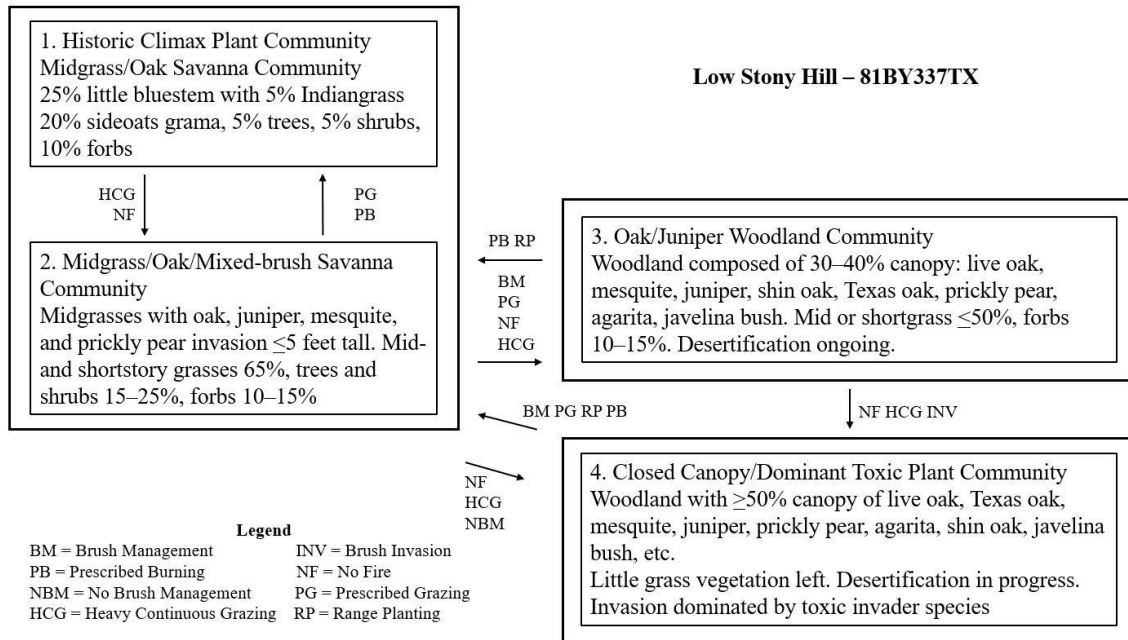 1. Historic Climax Plant Community
Midgrass/Oak Savanna Community
25% little bluestem with 5% Indiangrass
20% sideoats grama, 5% trees, 5% shrubs,
10% forbs
Low Stony Hill – 81BY337TX
HCG
NF
PG
PB
2. Midgrass/Oak/Mixed-brush Savanna
Community
Midgrasses with oak, juniper, mesquite,
and prickly pear invasion ≤5 feet tall. Mid-
and shortstory grasses 65%, trees and
shrubs 15–25%, forbs 10–15%
PB RP
BM
PG
NF
HCG
3. Oak/Juniper Woodland Community
Woodland composed of 30–40% canopy: live oak,
mesquite, juniper, shin oak, Texas oak, prickly pear,
agarita, javelina bush. Mid or shortgrass ≤50%, forbs
10–15%. Desertification ongoing.
BM PG RP PB
NF HCG INV
NF
HCG
NBM
4. Closed Canopy/Dominant Toxic Plant Community
Woodland with ≥50% canopy of live oak, Texas oak,
mesquite, juniper, prickly pear, agarita, shin oak, javelina
bush, etc.
Little grass vegetation left. Desertification in progress.
Invasion dominated by toxic invader species
Legend
BM = Brush Management INV = Brush Invasion
PB = Prescribed Burning NF = No Fire
NBM = No Brush Management PG = Prescribed Grazing
HCG = Heavy Continuous Grazing RP = Range Planting